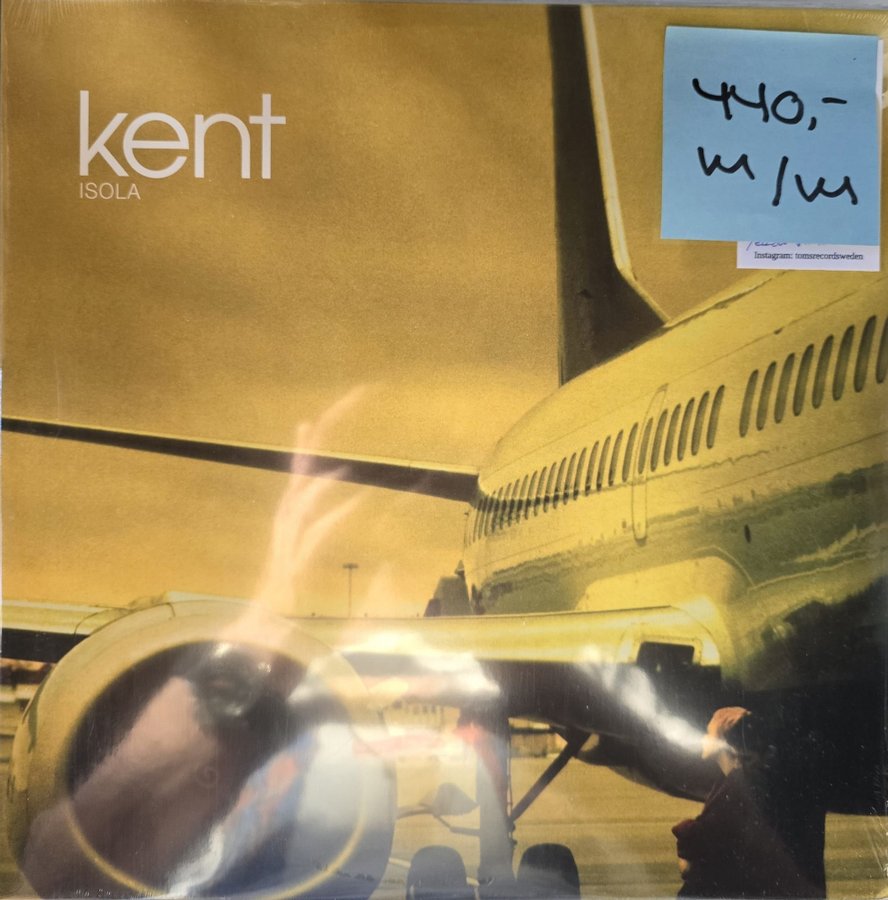 kent
ISOLA
440,-
m/m
Instagram: tomsrecordsweden